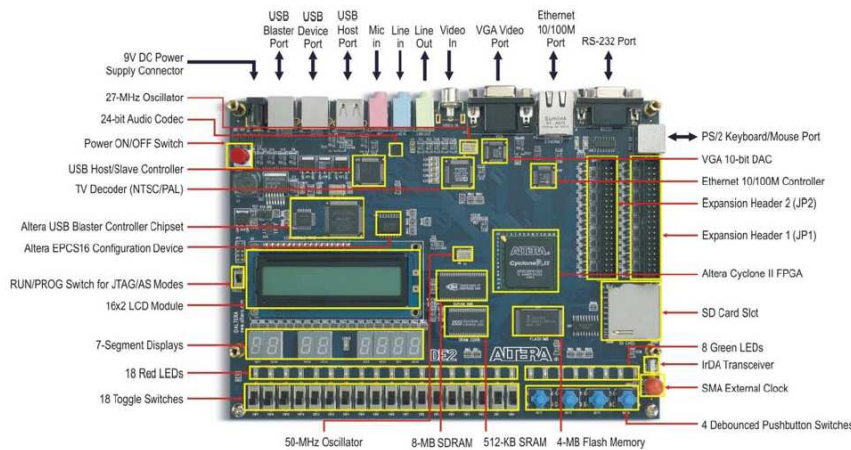 USB
Blaster
Port
USB
Device
Port
USB
Host
Port
Mic
in
Line
in
Line
Out
Video
In
VGA Video
Port
Ethernet
10/100M
Port
RS-232 Port
9V DC Power
Supply Connector
27-MHz Oscillator
24-bit Audio Codec
Power ON/OFF Switch
USB Host/Slave Controller
TV Decoder (NTSC/PAL)
Altera USB Blaster Controller Chipset
Altera EPCS16 Configuration Device
RUN/PROG Switch for JTAG/AS Modes
16x2 LCD Module
7-Segment Displays
18 Red LEDs
18 Toggle Switches
50-MHz Oscillator
8-MB SDRAM
512-KB SRAM
4-MB Flash Memory
PS/2 Keyboard/Mouse Port
VGA 10-bit DAC
Ethernet 10/100M Controller
Expansion Header 2 (JP2)
Expansion Header 1 (JP1)
Altera Cyclone II FPGA
SD Card Slot
8 Green LEDs
IrDA Transceiver
SMA External Clock
4 Debounced Pushbutton Switches
ALTERA
Cyclone II
DE2
ALTERA